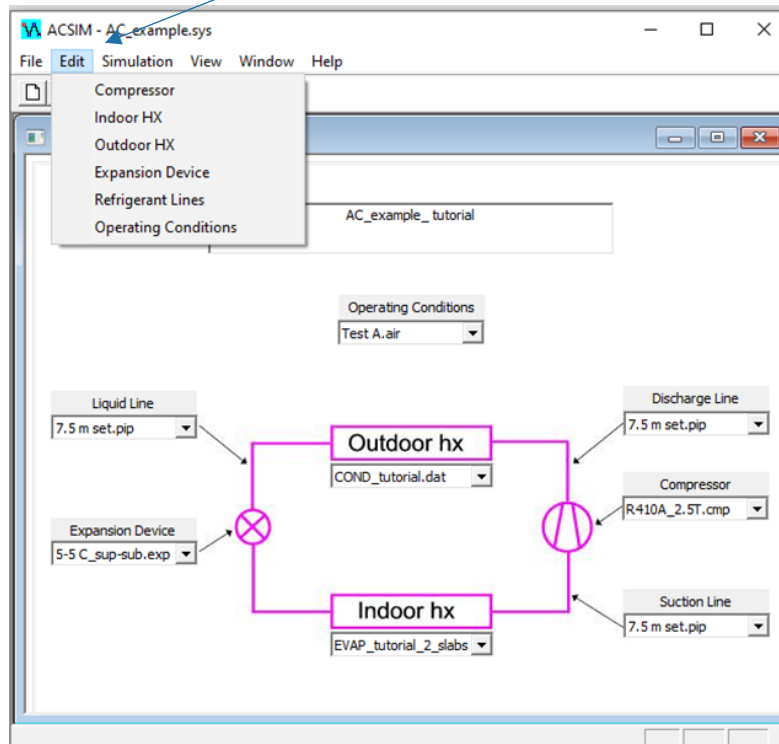 ACSIM - AC_example.sys
File Edit Simulation View Window Help
Compressor
Indoor HX
Outdoor HX
Expansion Device
Refrigerant Lines
Operating Conditions
AC_example_ tutorial
Operating Conditions
Test A.air
Liquid Line
7.5 m set.pip
Discharge Line
7.5 m set.pip
Outdoor hx
COND_tutorial.dat
Compressor
R410A_2.5T.cmp
Expansion Device
5-5 C_sup-sub.exp
Indoor hx
EVAP_tutorial_2_slabs
Suction Line
7.5 m set.pip